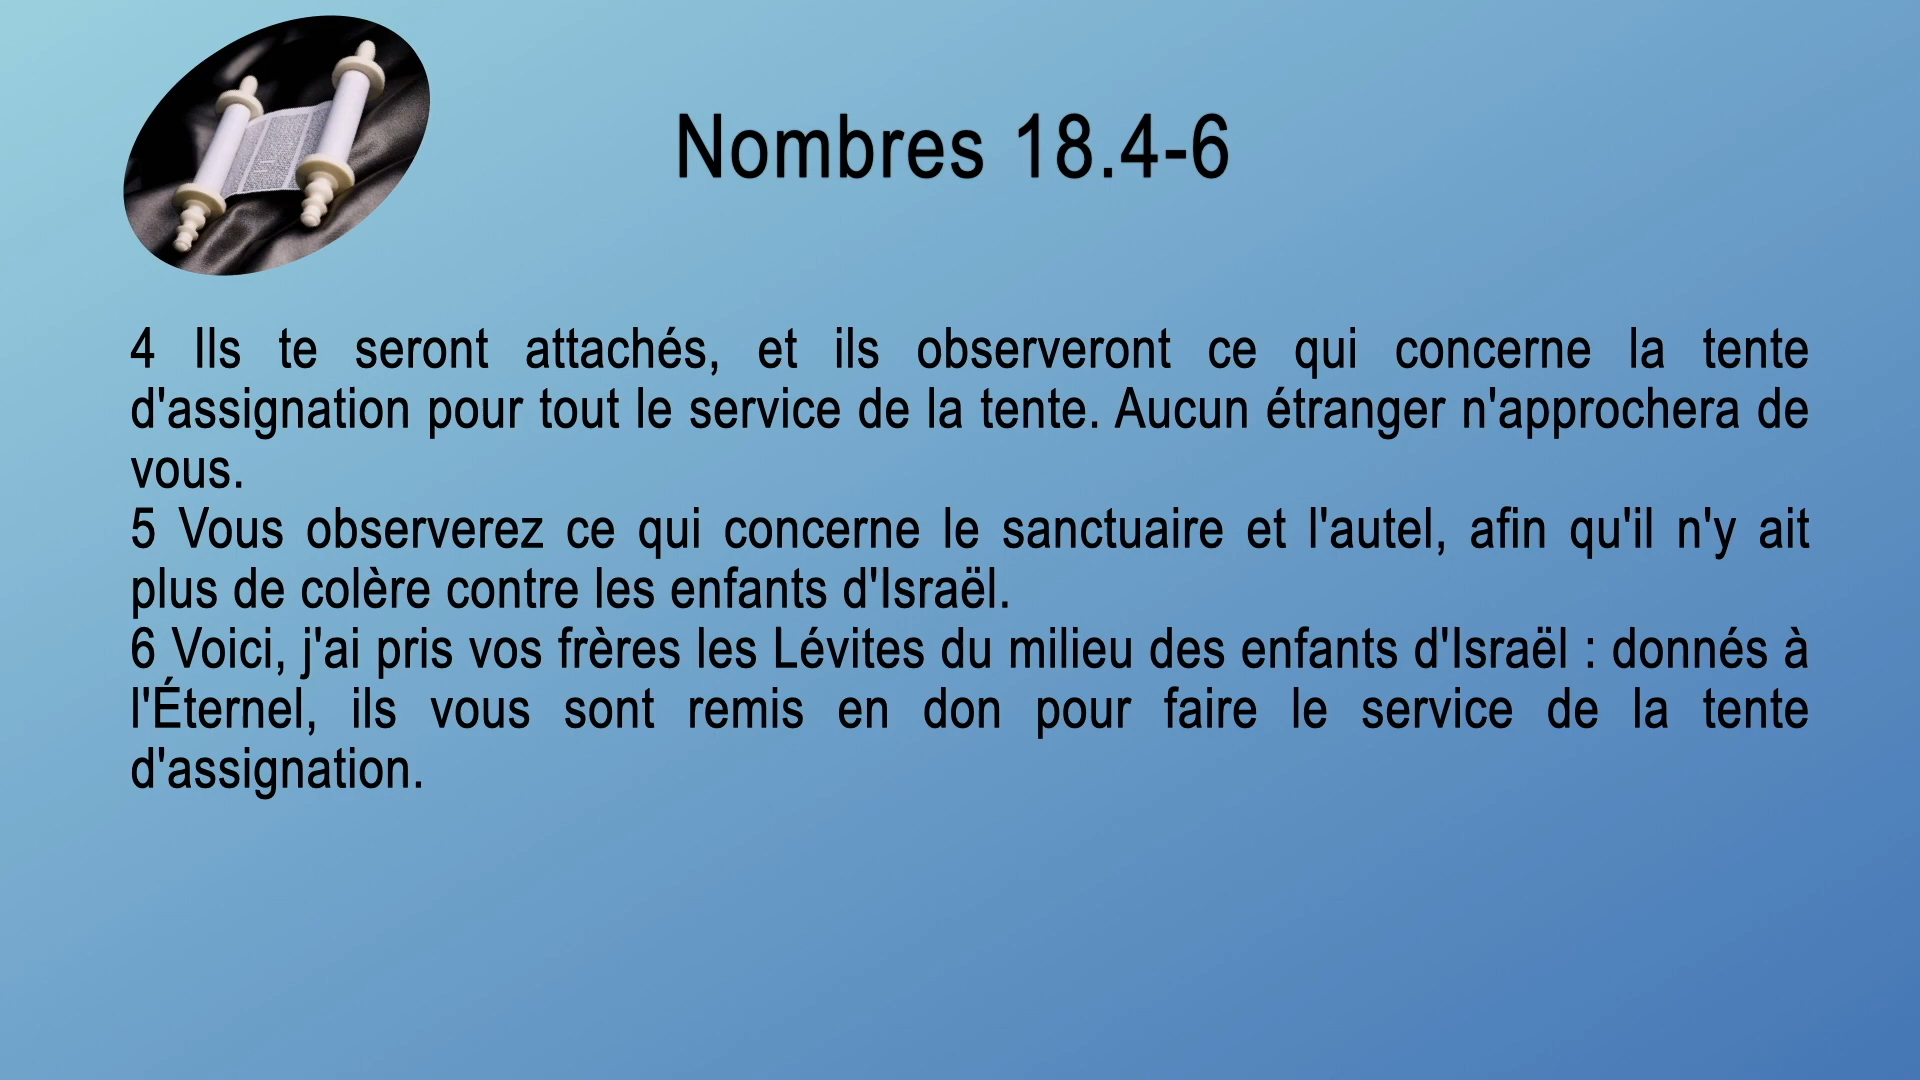 Nombres 18.4-6
4 Ils te seront attachés, et ils observeront ce qui concerne la tente
d'assignation pour tout le service de la tente. Aucun étranger n'approchera de
vous.
5 Vous observerez ce qui concerne le sanctuaire et l'autel, afin qu'il n'y ait
plus de colère contre les enfants d'Israël.
6 Voici, j'ai pris vos frères les Lévites du milieu des enfants d'Israël : donnés à
l'Éternel, ils vous sont remis en don pour faire le service de la tente
d'assignation.